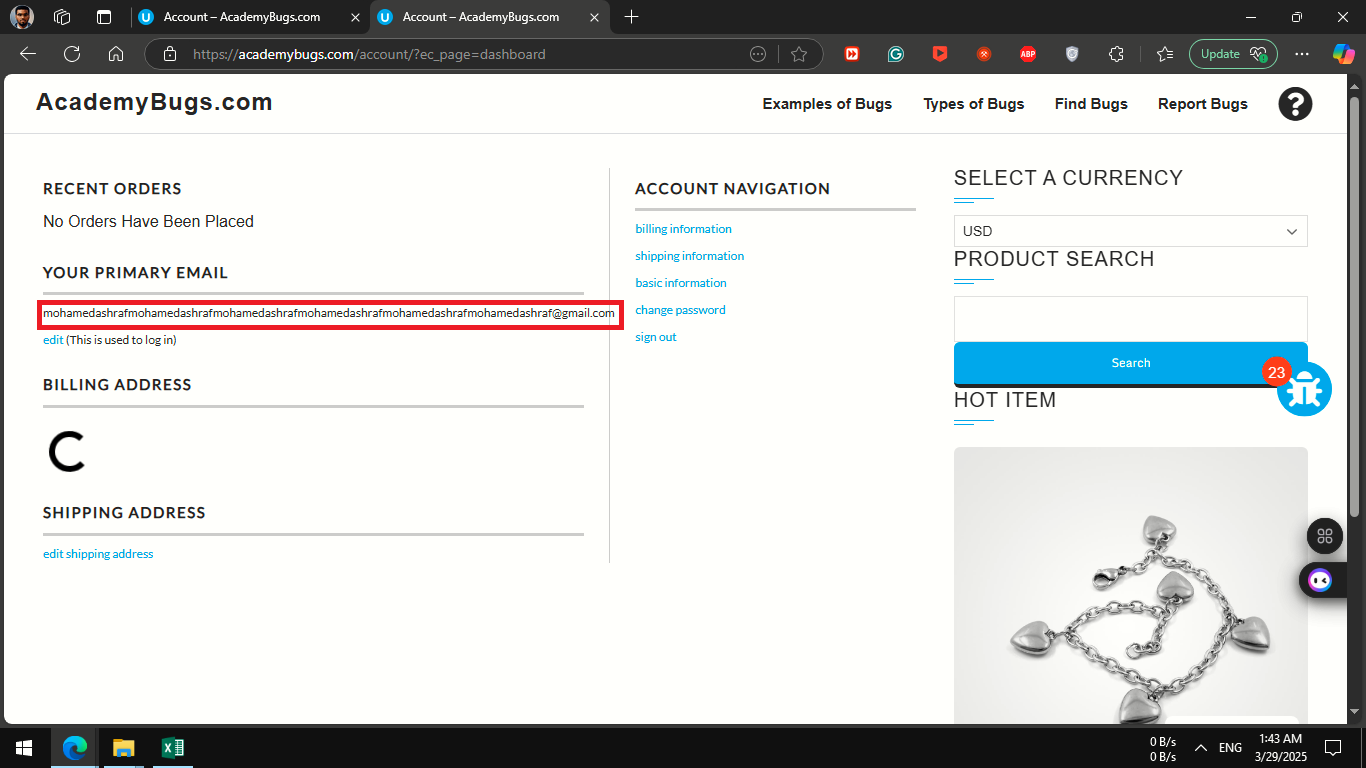 Account – AcademyBugs.com
Account – AcademyBugs.com
https://academybugs.com/account/?ec_page=dashboard
ABP
Update
1
AcademyBugs.com
Examples of Bugs
Types of Bugs
Find Bugs
Report Bugs
?
RECENT ORDERS
No Orders Have Been Placed
YOUR PRIMARY EMAIL
mohamedashrafmohamedashrafmohamedashrafmohamedashrafmohamedashrafmohamedashraf@gmail.com
edit (This is used to log in)
BILLING ADDRESS
SHIPPING ADDRESS
edit shipping address
ACCOUNT NAVIGATION
billing information
shipping information
basic information
change password
sign out
SELECT A CURRENCY
USD
PRODUCT SEARCH
Search
23
HOT ITEM
0 B/s
0 B/s
ENG
1:43 AM
3/29/2025